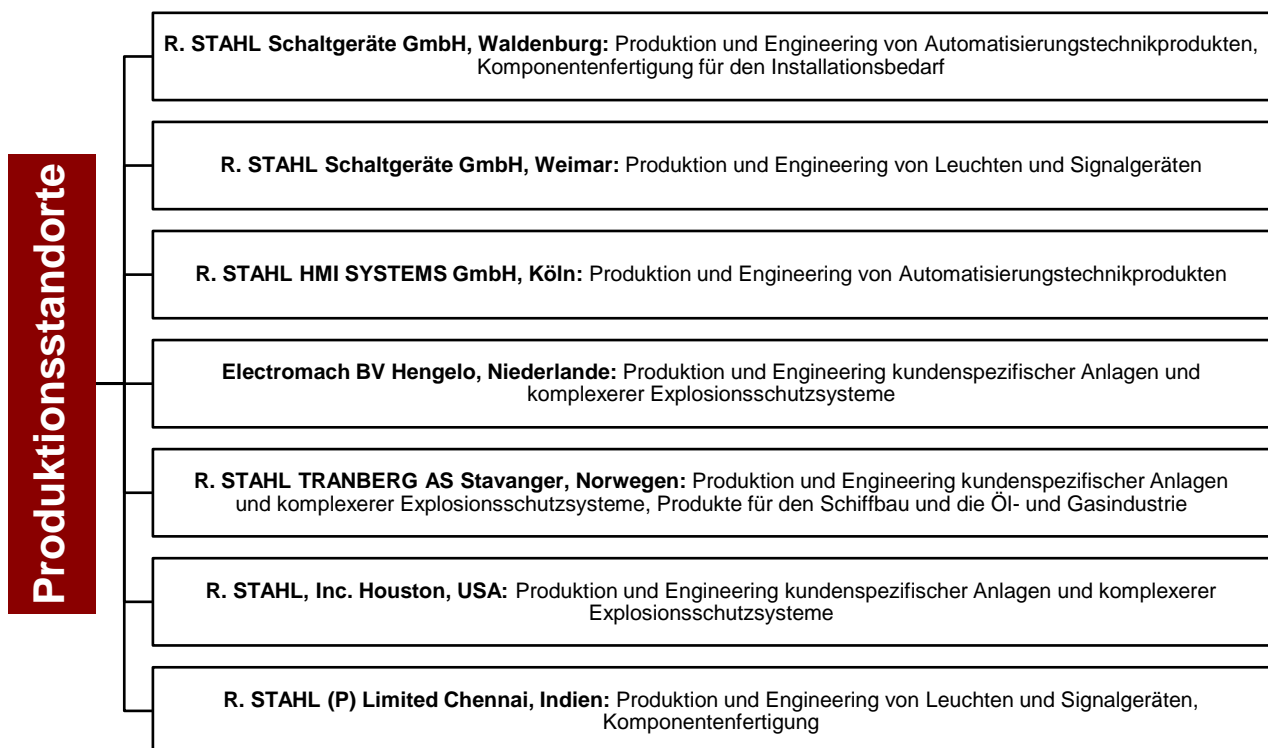 Produktionsstandorte
R. STAHL Schaltgeräte GmbH, Waldenburg: Produktion und Engineering von Automatisierungstechnikprodukten,
Komponentenfertigung für den Installationsbedarf
R. STAHL Schaltgeräte GmbH, Weimar: Produktion und Engineering von Leuchten und Signalgeräten
R. STAHL HMI SYSTEMS GmbH, Köln: Produktion und Engineering von Automatisierungstechnikprodukten
Electromach BV Hengelo, Niederlande: Produktion und Engineering kundenspezifischer Anlagen und
komplexerer Explosionsschutzsysteme
R. STAHL TRANBERG AS Stavanger, Norwegen: Produktion und Engineering kundenspezifischer Anlagen
und komplexerer Explosionsschutzsysteme, Produkte für den Schiffbau und die Öl- und Gasindustrie
R. STAHL, Inc. Houston, USA: Produktion und Engineering kundenspezifischer Anlagen und komplexerer
Explosionsschutzsysteme
R. STAHL (P) Limited Chennai, Indien: Produktion und Engineering von Leuchten und Signalgeräten,
Komponentenfertigung